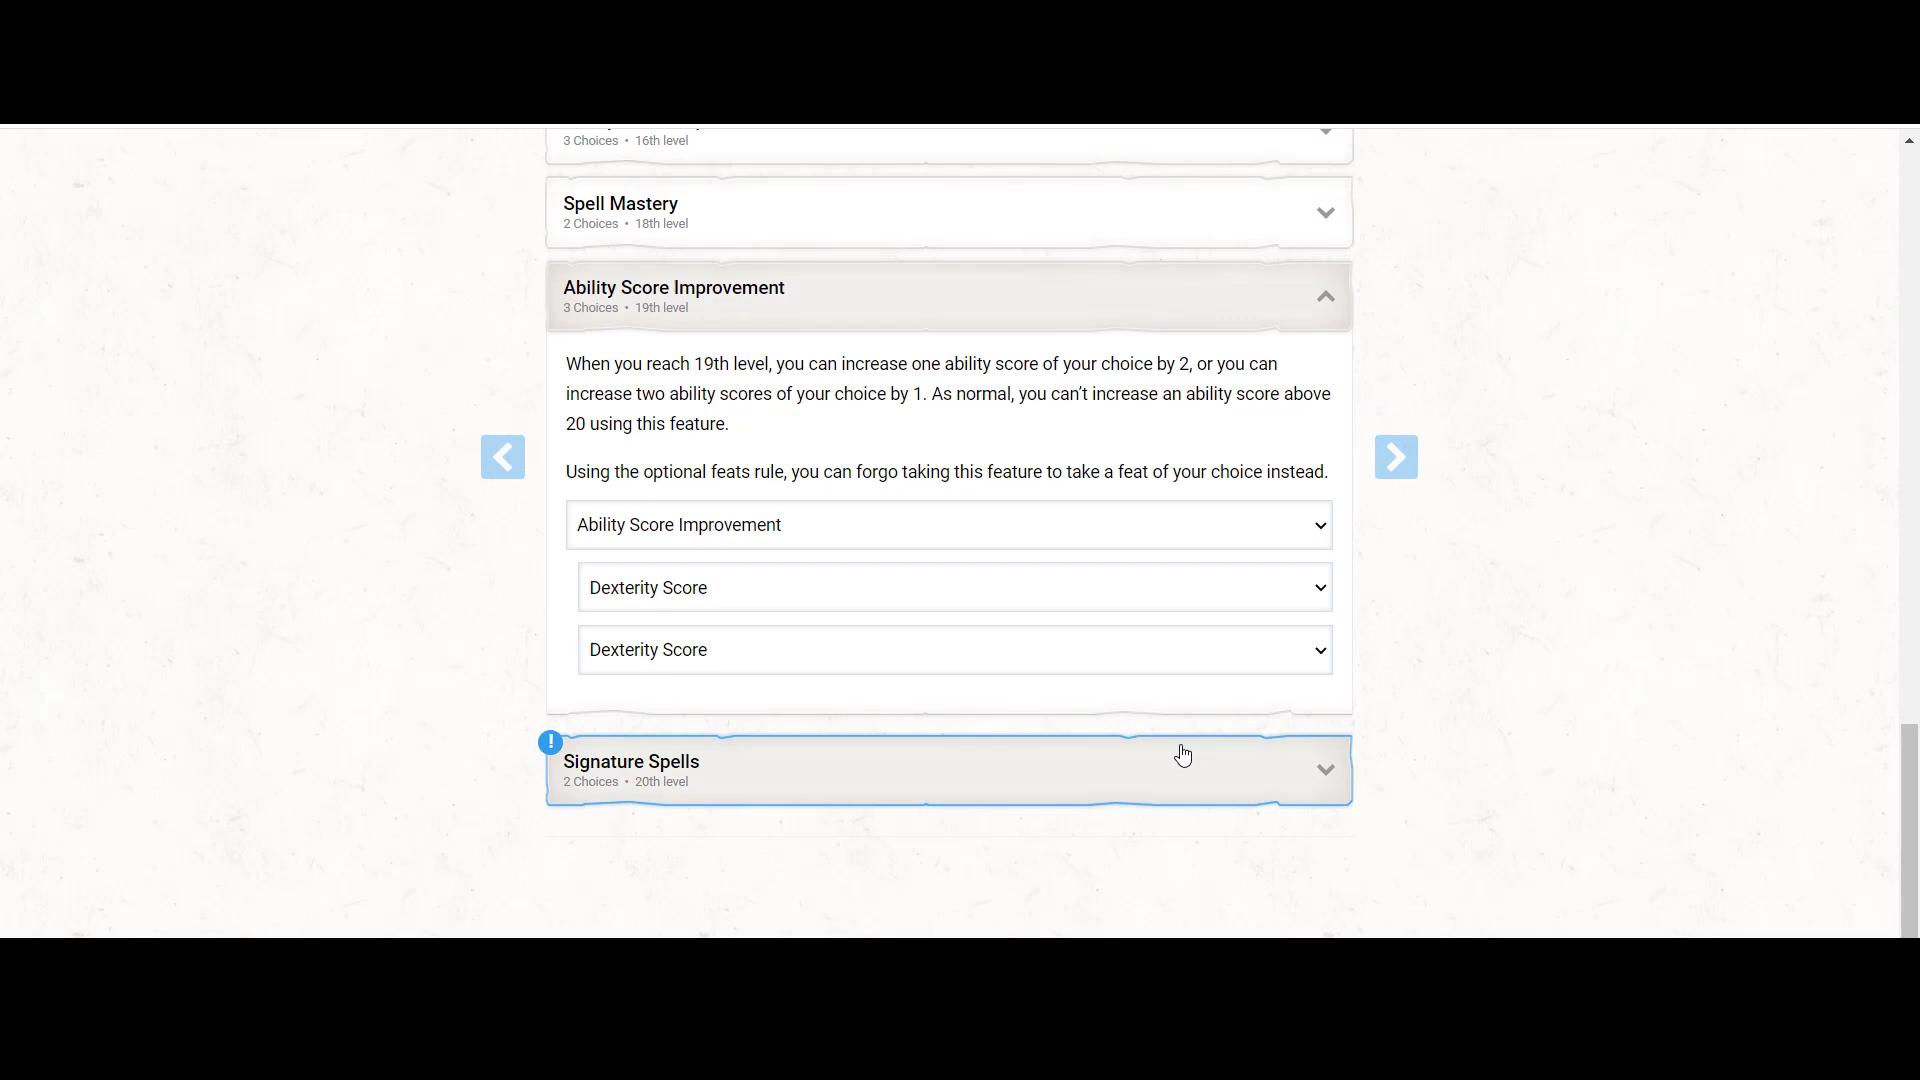 3 Choices • 16th level
Spell Mastery
2 Choices • 18th level
Ability Score Improvement
3 Choices • 19th level
When you reach 19th level, you can increase one ability score of your choice by 2, or you can
increase two ability scores of your choice by 1. As normal, you can’t increase an ability score above
20 using this feature.
Using the optional feats rule, you can forgo taking this feature to take a feat of your choice instead.
Ability Score Improvement
Dexterity Score
Dexterity Score
!
Signature Spells
2 Choices • 20th level